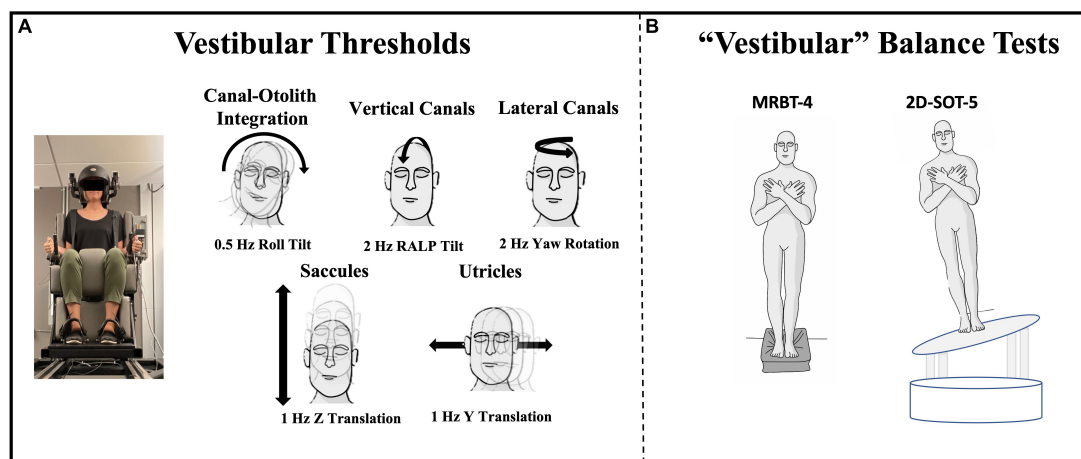 A
Vestibular Thresholds
Canal-Otolith
Integration
Vertical Canals
Lateral Canals
0.5 Hz Roll Tilt
2 Hz RALP Tilt
2 Hz Yaw Rotation
Saccules
Utricles
1 Hz Z Translation
1 Hz Y Translation
B
“Vestibular” Balance Tests
MRBT-4
2D-SOT-5